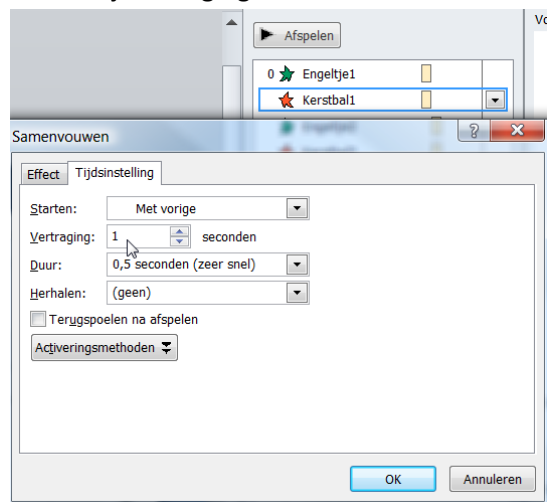 Vo
Afspelen
0 Engeltje1
Kerstbal1
Samenvouwen
Effect Tijdsinstelling
Starten: Met vorige
Vertraging: 1 seconden
Duur: 0,5 seconden (zeer snel)
Herhalen: (geen)
Terugspoelen na afspelen
Activeringsmethoden
OK Annuleren